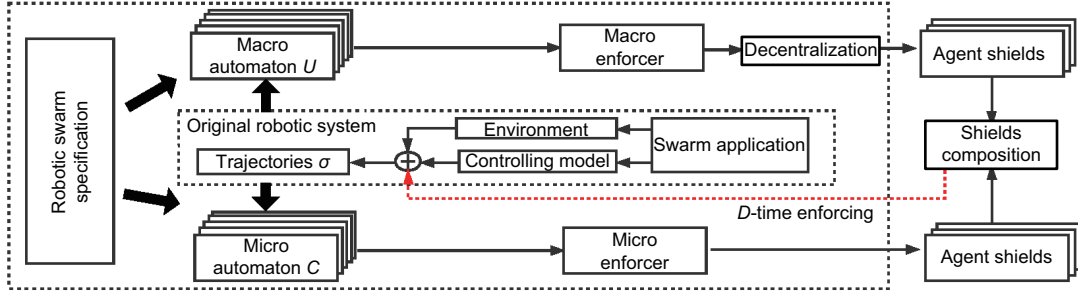 Robotic swarm
specification
Macro
automaton U
Macro
enforcer
Decentralization
Agent shields
Original robotic system
Environment
Controlling model
Swarm application
Trajectories σ
Shields
composition
D-time enforcing
Micro
automaton C
Micro
enforcer
Agent shields